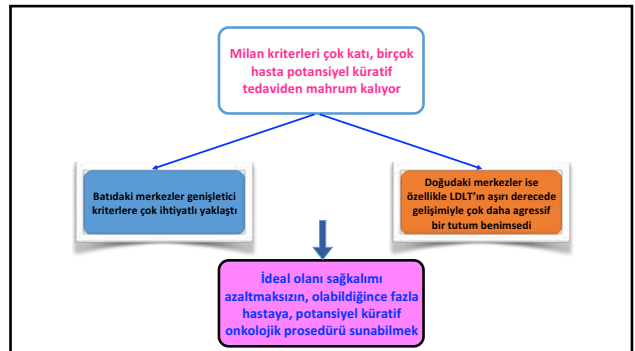 Milan kriterleri çok katı, birçok
hasta potansiyel küratif
tedaviden mahrum kalıyor
Batıdaki merkezler genişletici
kriterlere çok ihtiyatlı yaklaştı
Doğudaki merkezler ise
özellikle LDLT'ın aşırı derecede
gelişimiyle çok daha agressif
bir tutum benimsedi
İdeal olanı sağkalımı
azaltmaksızın, olabildiğince fazla
hastaya, potansiyel küratif
onkolojik prosedürü sunabilmek